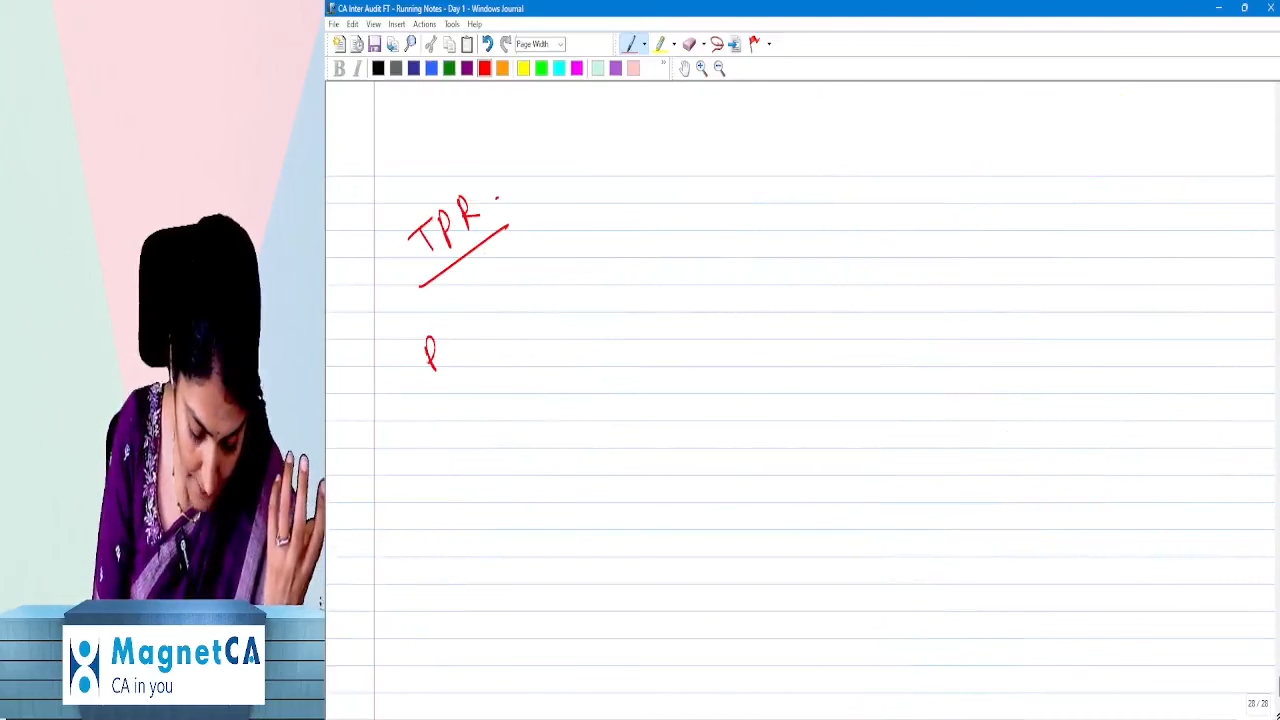 CA Inter Audit FT - Running Notes - Day 1 - Windows Journal
File Edit View Insert Actions Tools Help
Page Width
B I
TPR
P
MagnetCA
CA in you
28 / 28